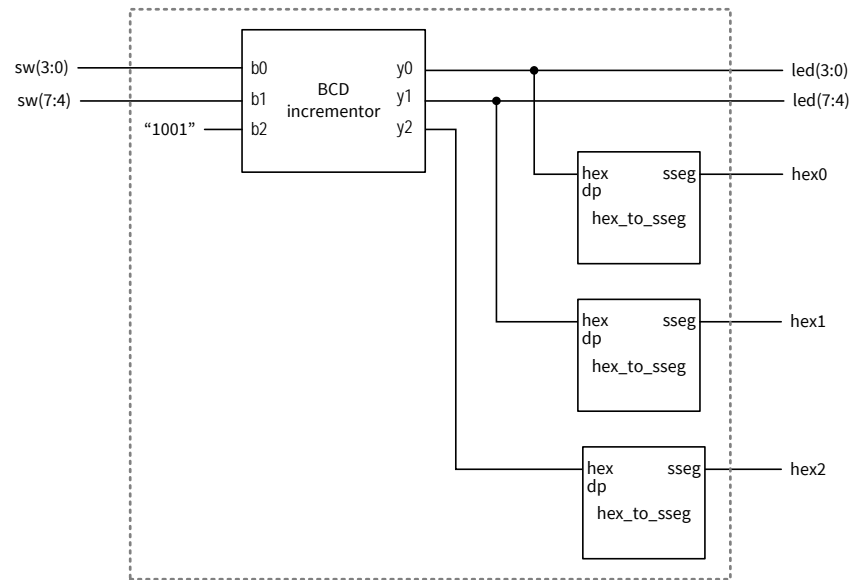 sw(3:0)
sw(7:4)
“1001”
b0
b1
b2
BCD
incrementor
y0
y1
y2
led(3:0)
led(7:4)
hex sseg
dp
hex_to_sseg
hex0
hex sseg
dp
hex_to_sseg
hex1
hex sseg
dp
hex_to_sseg
hex2